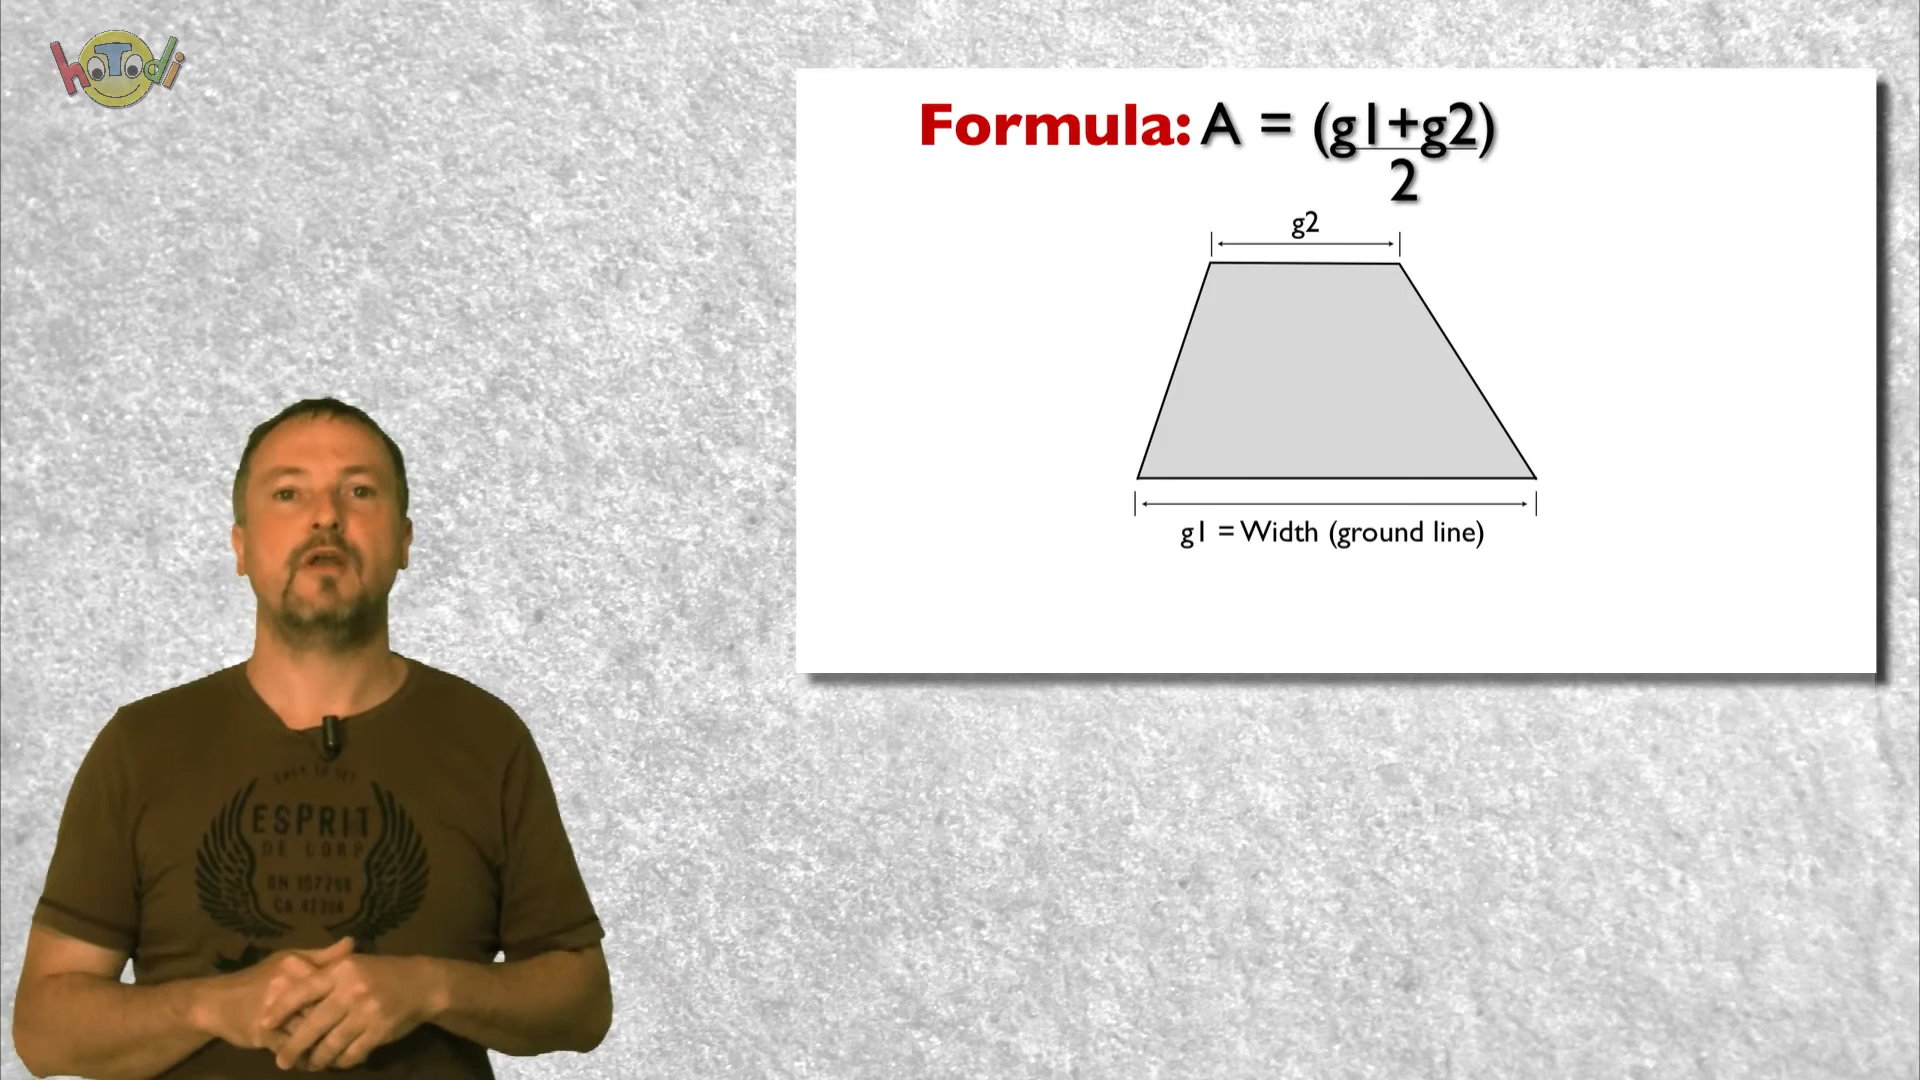 hoTodi
Formula: A = (g1+g2)
2
g2
g1 = Width (ground line)
ESPRIT
DE CORP